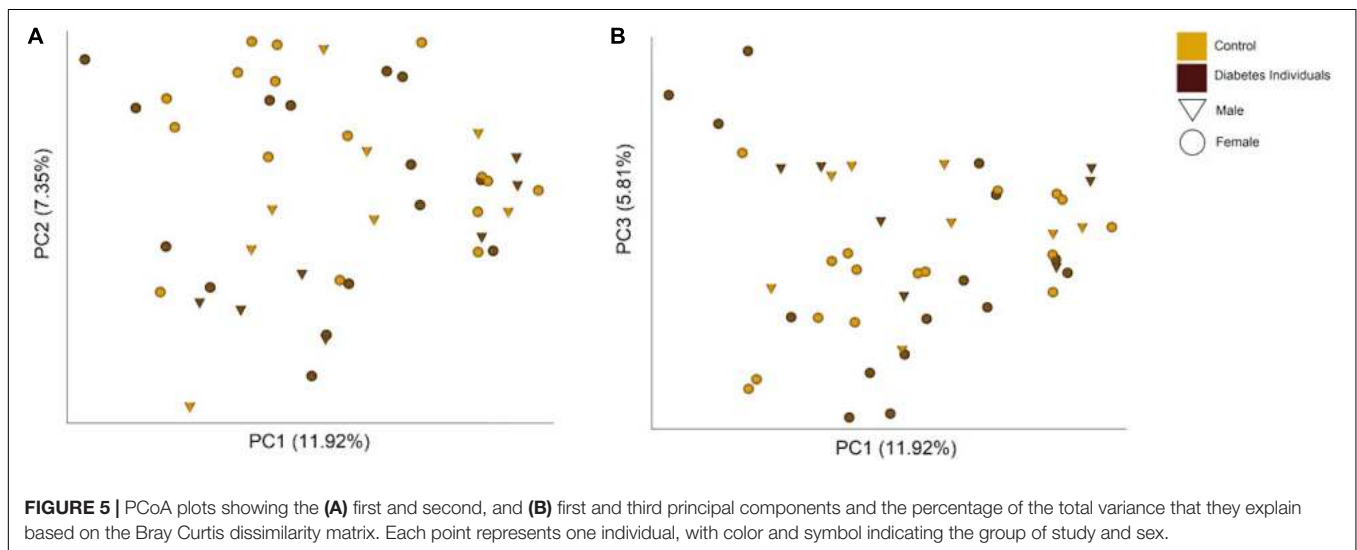 A
B
Control
Diabetes Individuals
Male
Female
PC2 (7.35%)
PC3 (5.81%)
PC1 (11.92%)
PC1 (11.92%)
FIGURE 5 | PCoA plots showing the (A) first and second, and (B) first and third principal components and the percentage of the total variance that they explain
based on the Bray Curtis dissimilarity matrix. Each point represents one individual, with color and symbol indicating the group of study and sex.